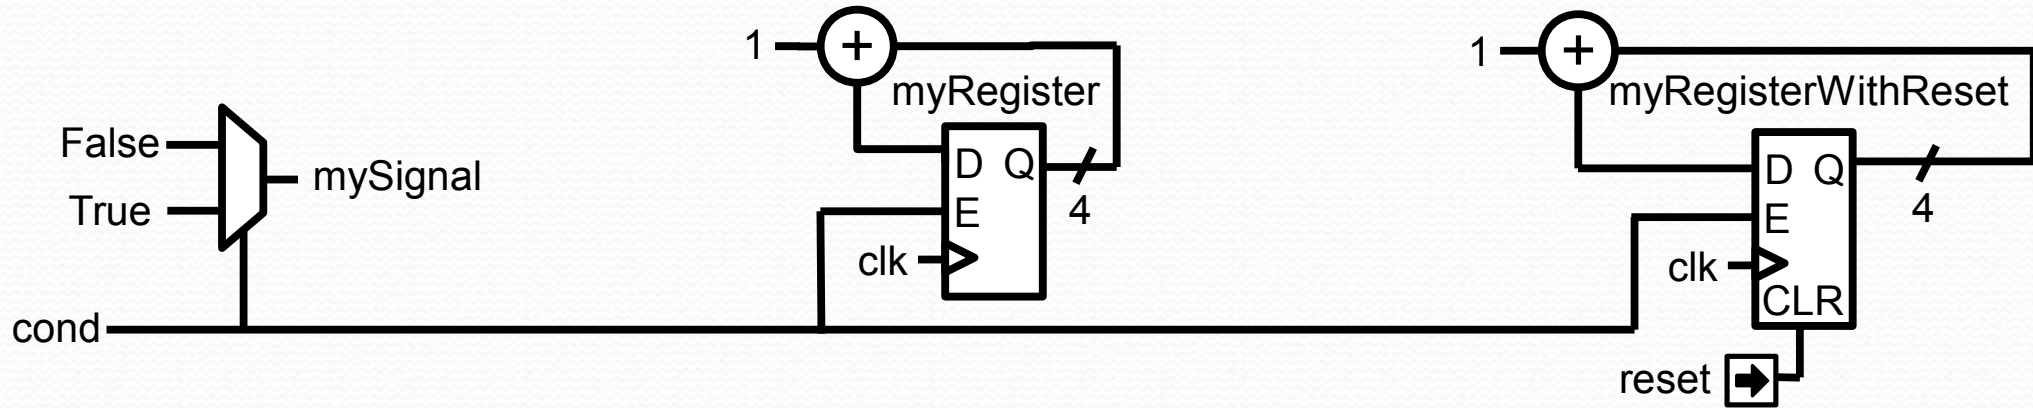 False
True
mySignal
cond
1
+
myRegister
D Q
E
clk
4
1
+
myRegisterWithReset
D Q
E
clk
CLR
4
reset